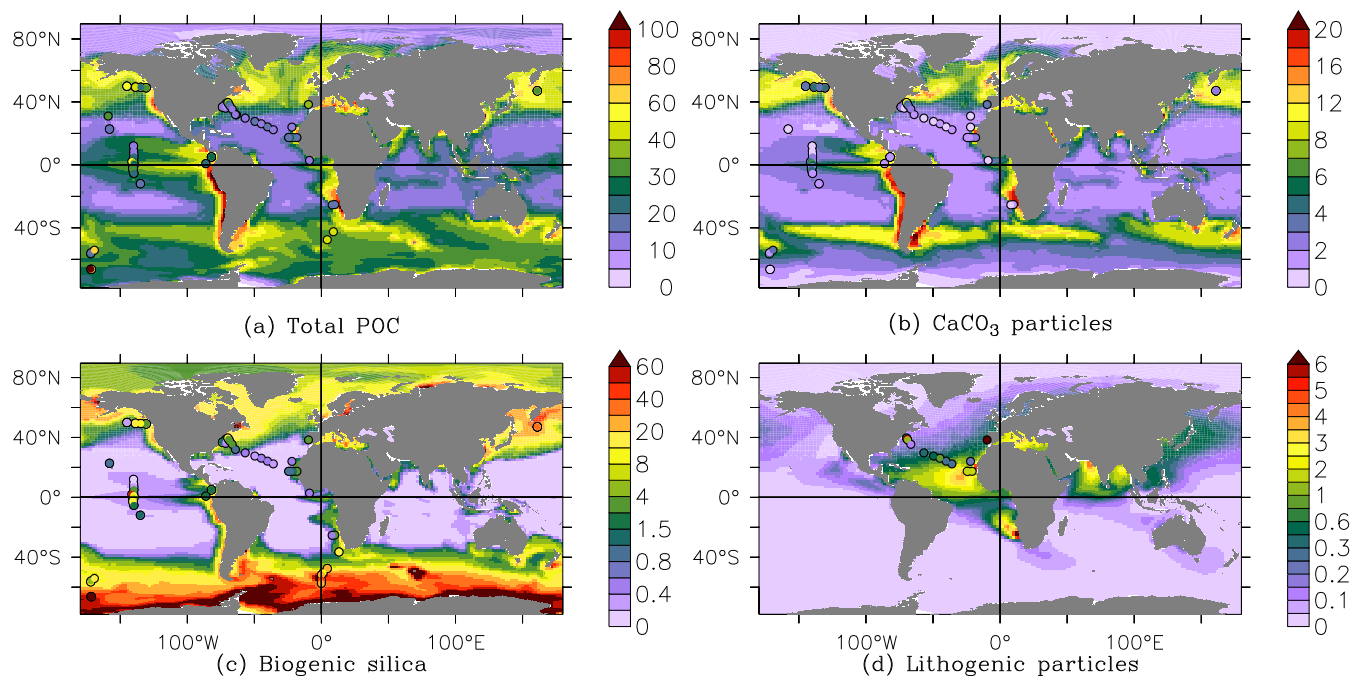 80°N
40°N
0°
40°S
100
80
60
40
30
20
10
0
(a) Total POC
80°N
40°N
0°
40°S
20
16
12
8
6
4
2
0
(b) CaCO₃ particles
80°N
40°N
0°
40°S
60
40
20
8
4
1.5
0.8
0.4
0
100°W 0° 100°E
(c) Biogenic silica
80°N
40°N
0°
40°S
6
5
4
3
2
1
0.6
0.3
0.2
0.1
0
100°W 0° 100°E
(d) Lithogenic particles